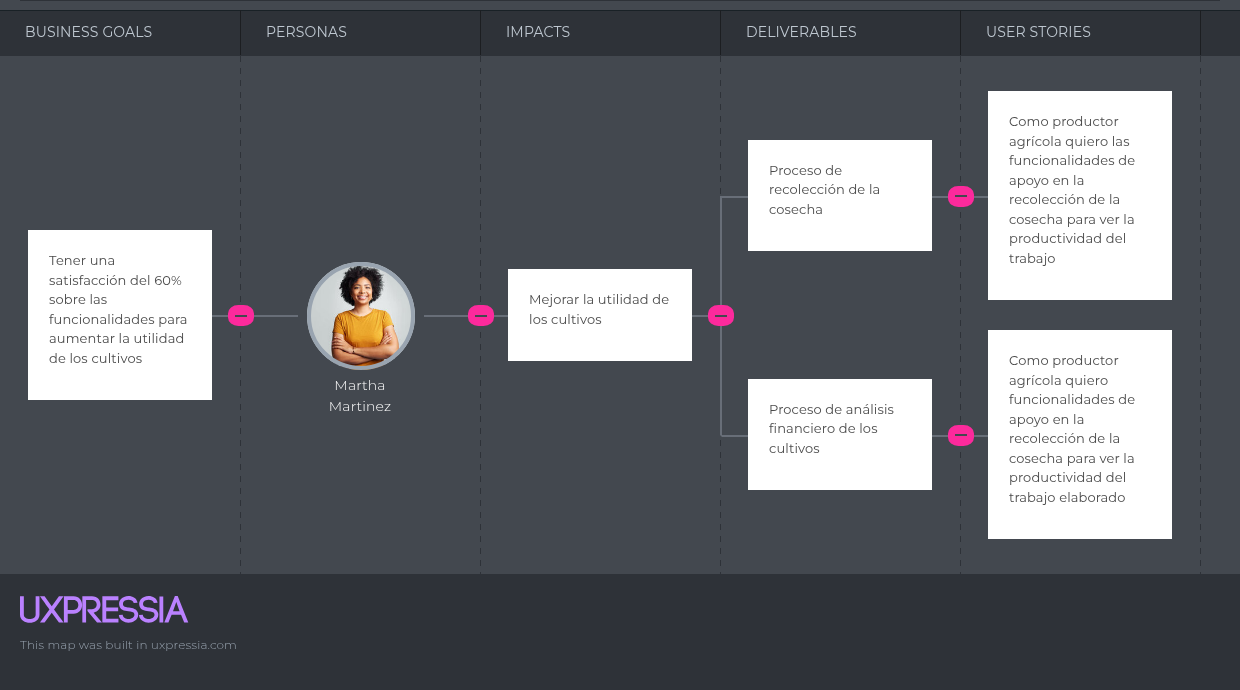 BUSINESS GOALS
PERSONAS
IMPACTS
DELIVERABLES
USER STORIES
Tener una
satisfacción del 60%
sobre las
funcionalidades para
aumentar la utilidad
de los cultivos
Martha
Martinez
Mejorar la utilidad de
los cultivos
Proceso de
recolección de la
cosecha
Como productor
agrícola quiero las
funcionalidades de
apoyo en la
recolección de la
cosecha para ver la
productividad del
trabajo
Proceso de análisis
financiero de los
cultivos
Como productor
agrícola quiero
funcionalidades de
apoyo en la
recolección de la
cosecha para ver la
productividad del
trabajo elaborado
UXPRESSIA
This map was built in uxpressia.com